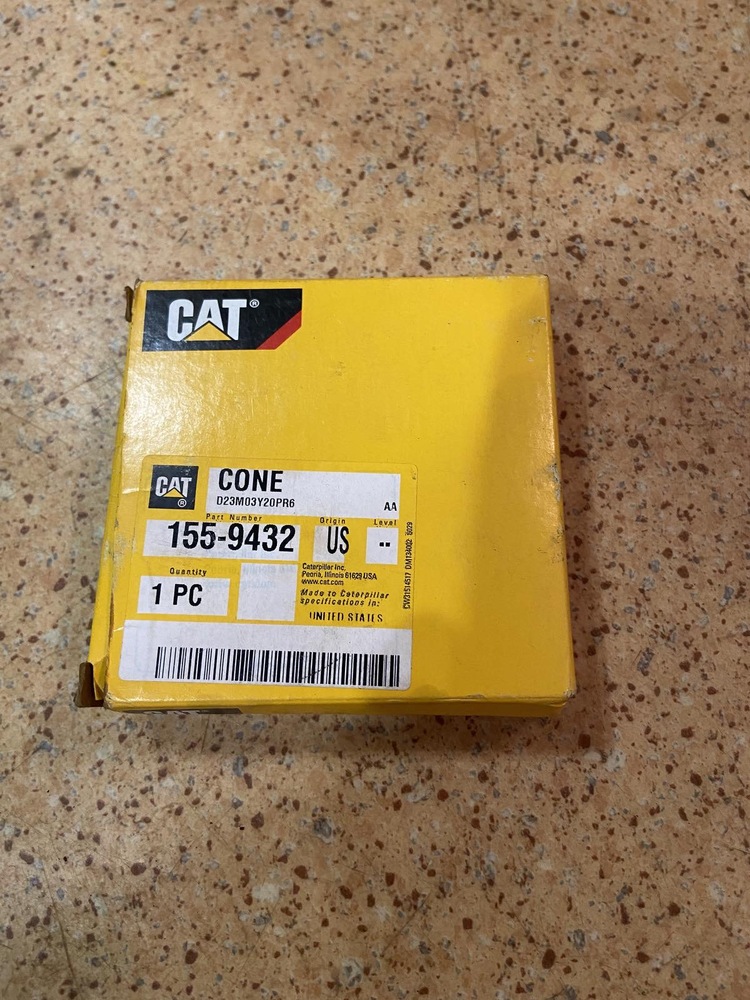 CAT®
CAT®
CONE
D23M03Y20PR6
AA
Part Number
Origin
Level
155-9432
US
--
Quantity
1 PC
Caterpillar Inc.
Peoria, Illinois 61629 USA
www.cat.com
Made to Caterpillar
specifications in:
UNITED STATES